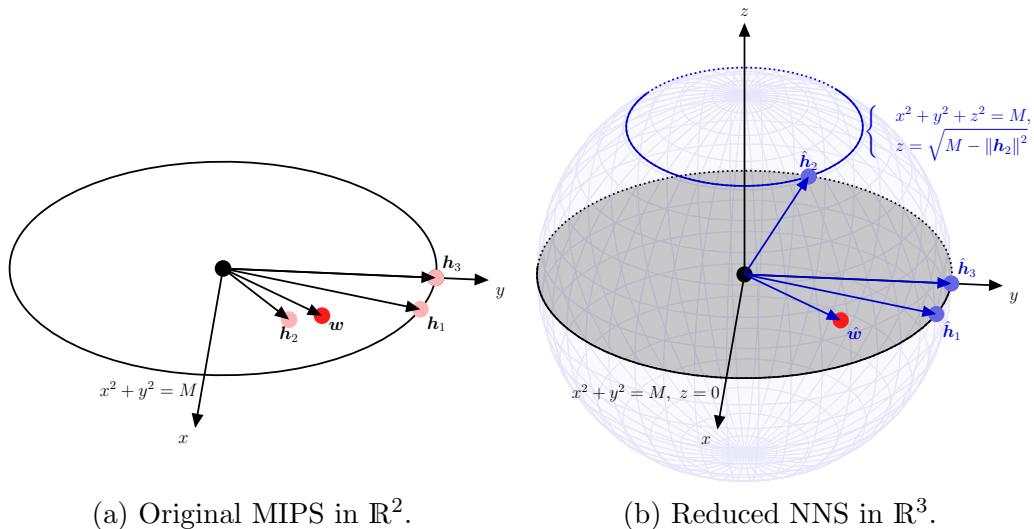 h₃
y
h₁
w
h₂
x² + y² = M
x
(a) Original MIPS in ℝ².
z
x² + y² + z² = M,
z = √(M − ‖h₂‖²)
ĥ₂
ĥ₃
y
ĥ₁
ŵ
x² + y² = M, z = 0
x
(b) Reduced NNS in ℝ³.